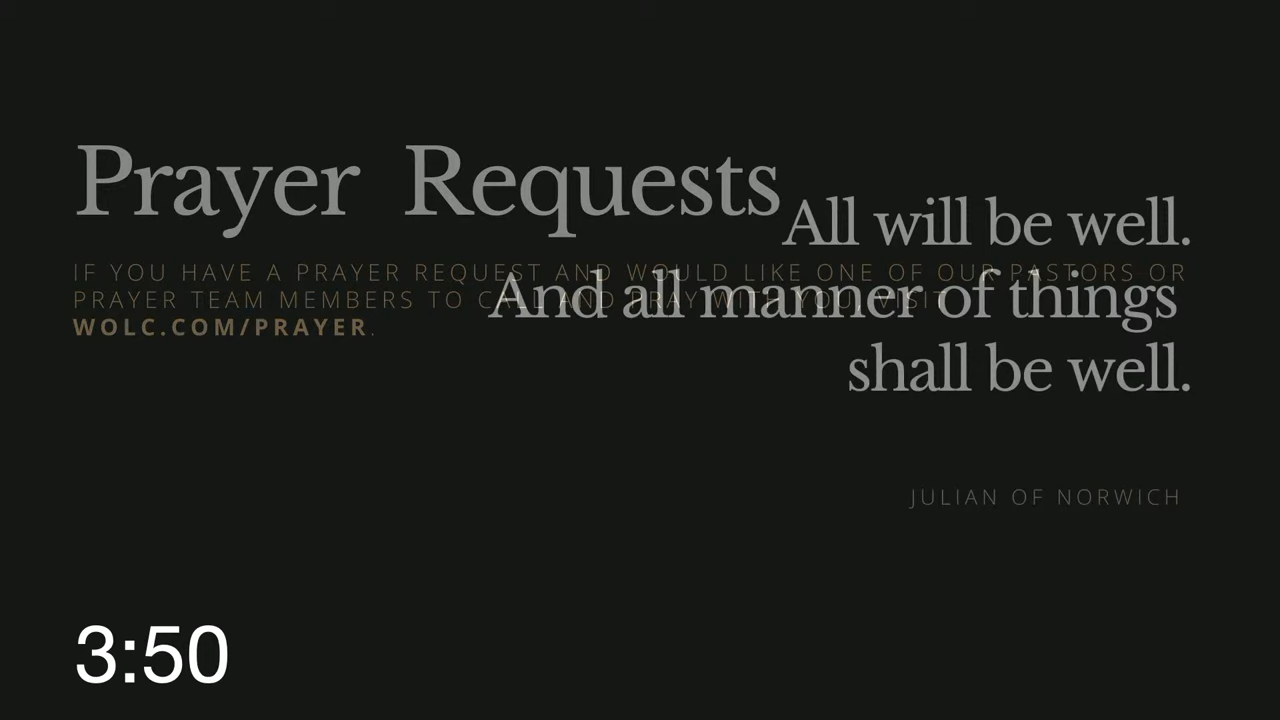 Prayer Requests
IF YOU HAVE A PRAYER REQUEST AND WOULD LIKE ONE OF OUR PASTORS OR
PRAYER TEAM MEMBERS TO CALL AND PRAY WITH YOU, VISIT
WOLC.COM/PRAYER.
All will be well.
And all manner of things
shall be well.
JULIAN OF NORWICH
3:50